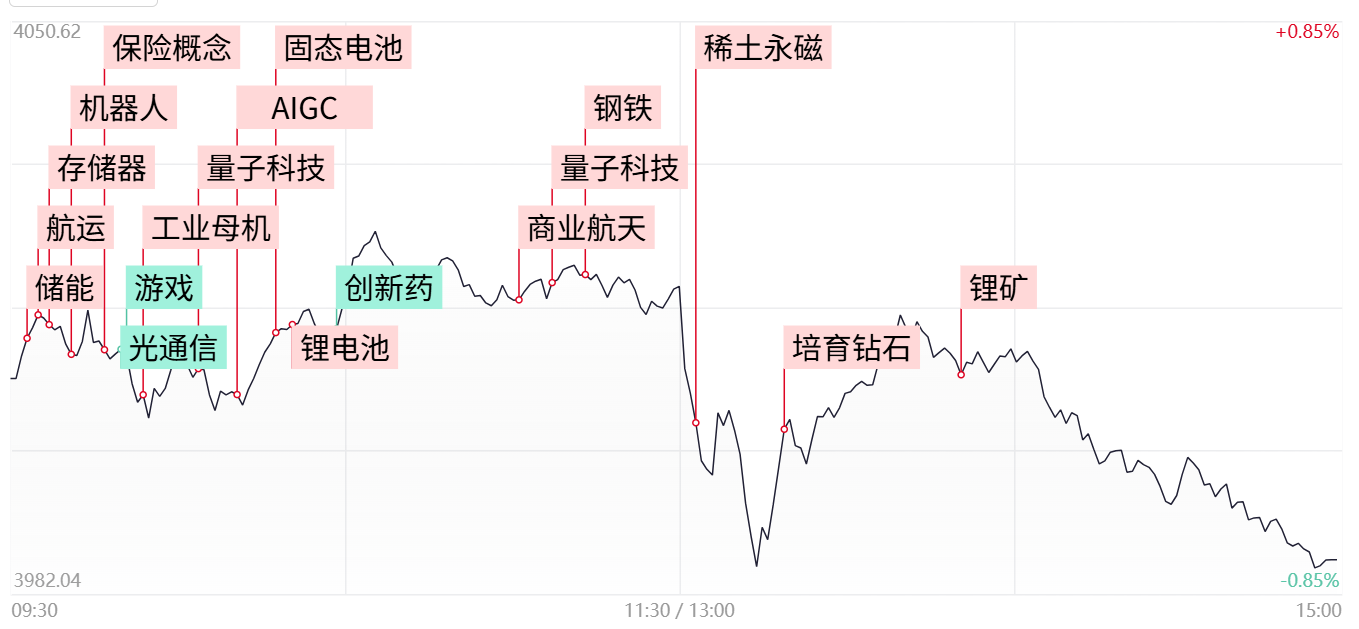 4050.62
+0.85%
保险概念
固态电池
稀土永磁
机器人
AIGC
钢铁
存储器
量子科技
量子科技
航运
工业母机
商业航天
储能
游戏
创新药
锂矿
光通信
锂电池
培育钻石
3982.04
-0.85%
09:30
11:30 / 13:00
15:00